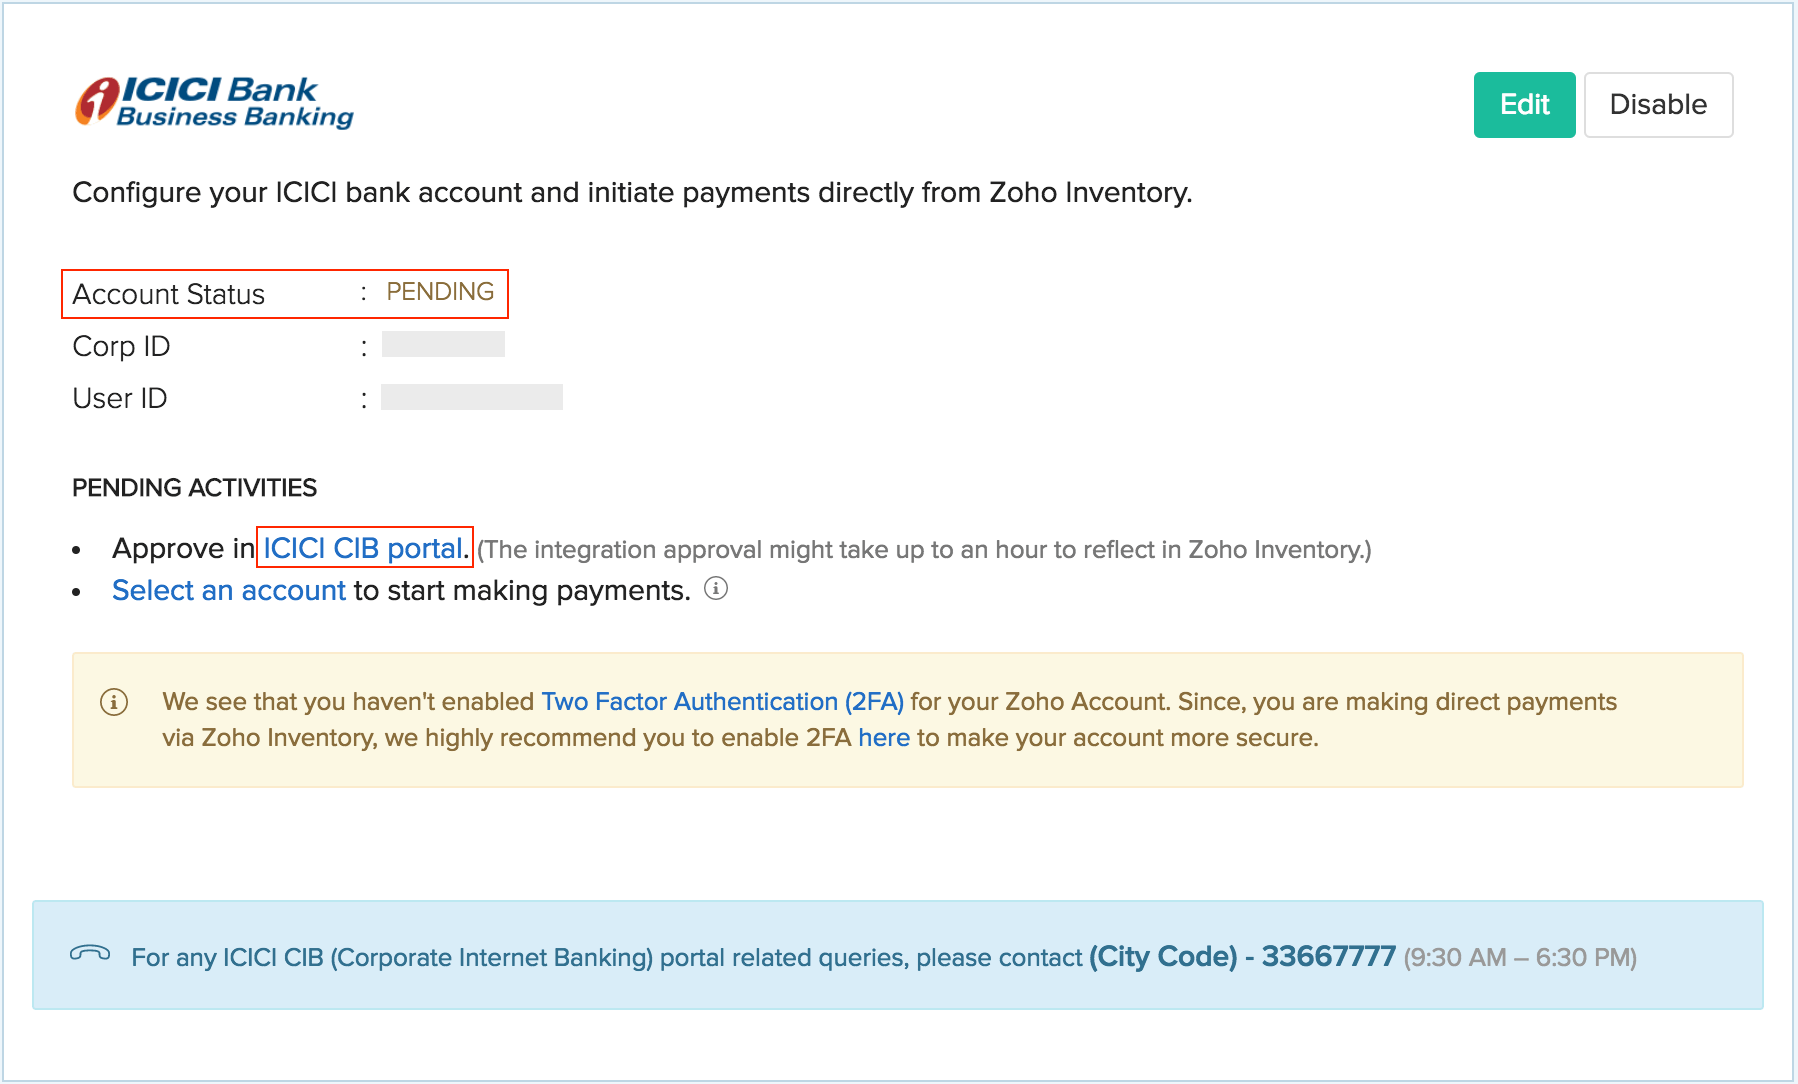 ICICI Bank
Business Banking
Edit
Disable
Configure your ICICI bank account and initiate payments directly from Zoho Inventory.
Account Status : PENDING
Corp ID :
User ID :
PENDING ACTIVITIES
• Approve in ICICI CIB portal. (The integration approval might take up to an hour to reflect in Zoho Inventory.)
• Select an account to start making payments.
We see that you haven't enabled Two Factor Authentication (2FA) for your Zoho Account. Since, you are making direct payments
via Zoho Inventory, we highly recommend you to enable 2FA here to make your account more secure.
For any ICICI CIB (Corporate Internet Banking) portal related queries, please contact (City Code) - 33667777 (9:30 AM – 6:30 PM)